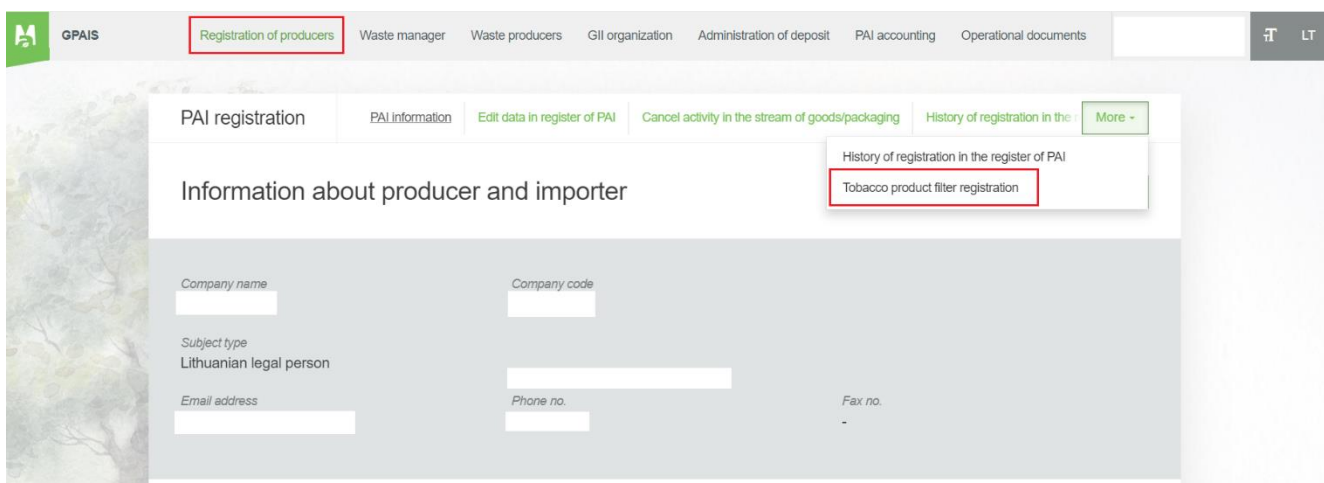 GPAIS Registration of producers Waste manager Waste producers GII organization Administration of deposit PAI accounting Operational documents LT
PAI registration PAI information Edit data in register of PAI Cancel activity in the stream of goods/packaging History of registration in the More -
History of registration in the register of PAI
Information about producer and importer
Tobacco product filter registration
Company name Company code
Subject type
Lithuanian legal person
Email address Phone no. Fax no.
-